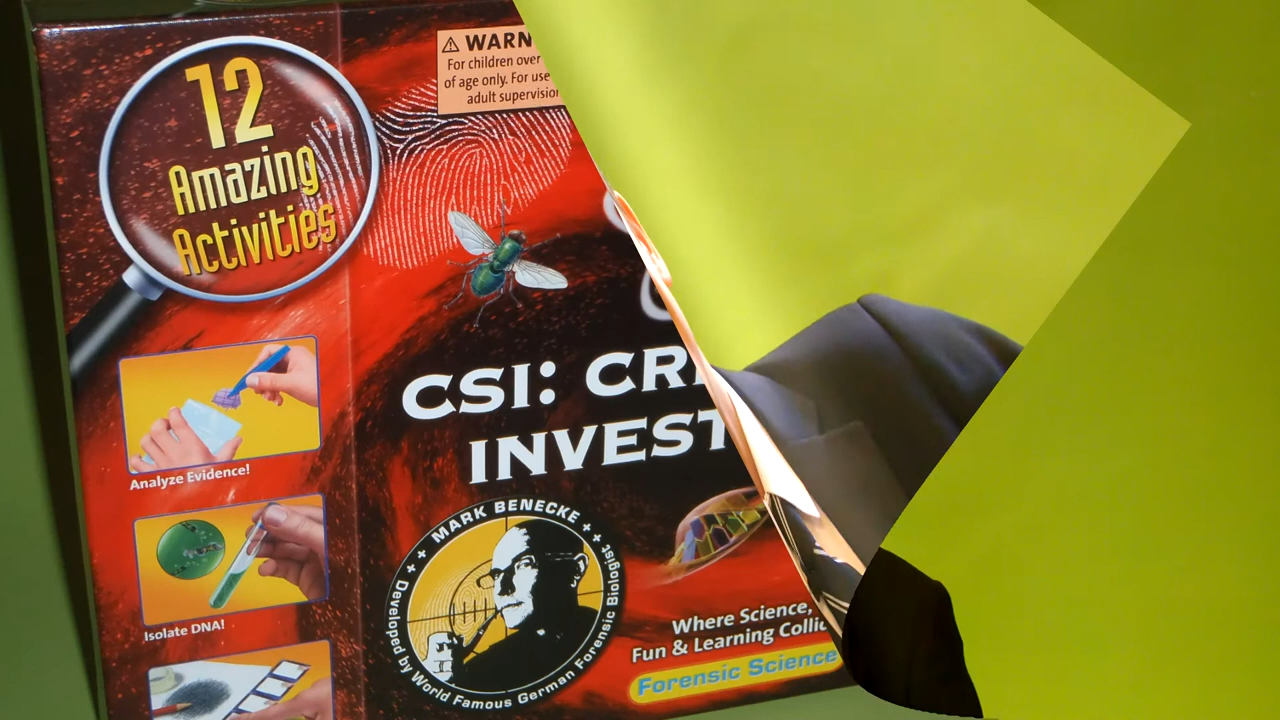 12
Amazing
Activities
WARN
For children over
of age only. For use
adult supervision
CSI: CRI
INVEST
Analyze Evidence!
Isolate DNA!
MARK BENECKE
Developed by World Famous German Forensic Biologist
Where Science,
Fun & Learning Collid
Forensic Science